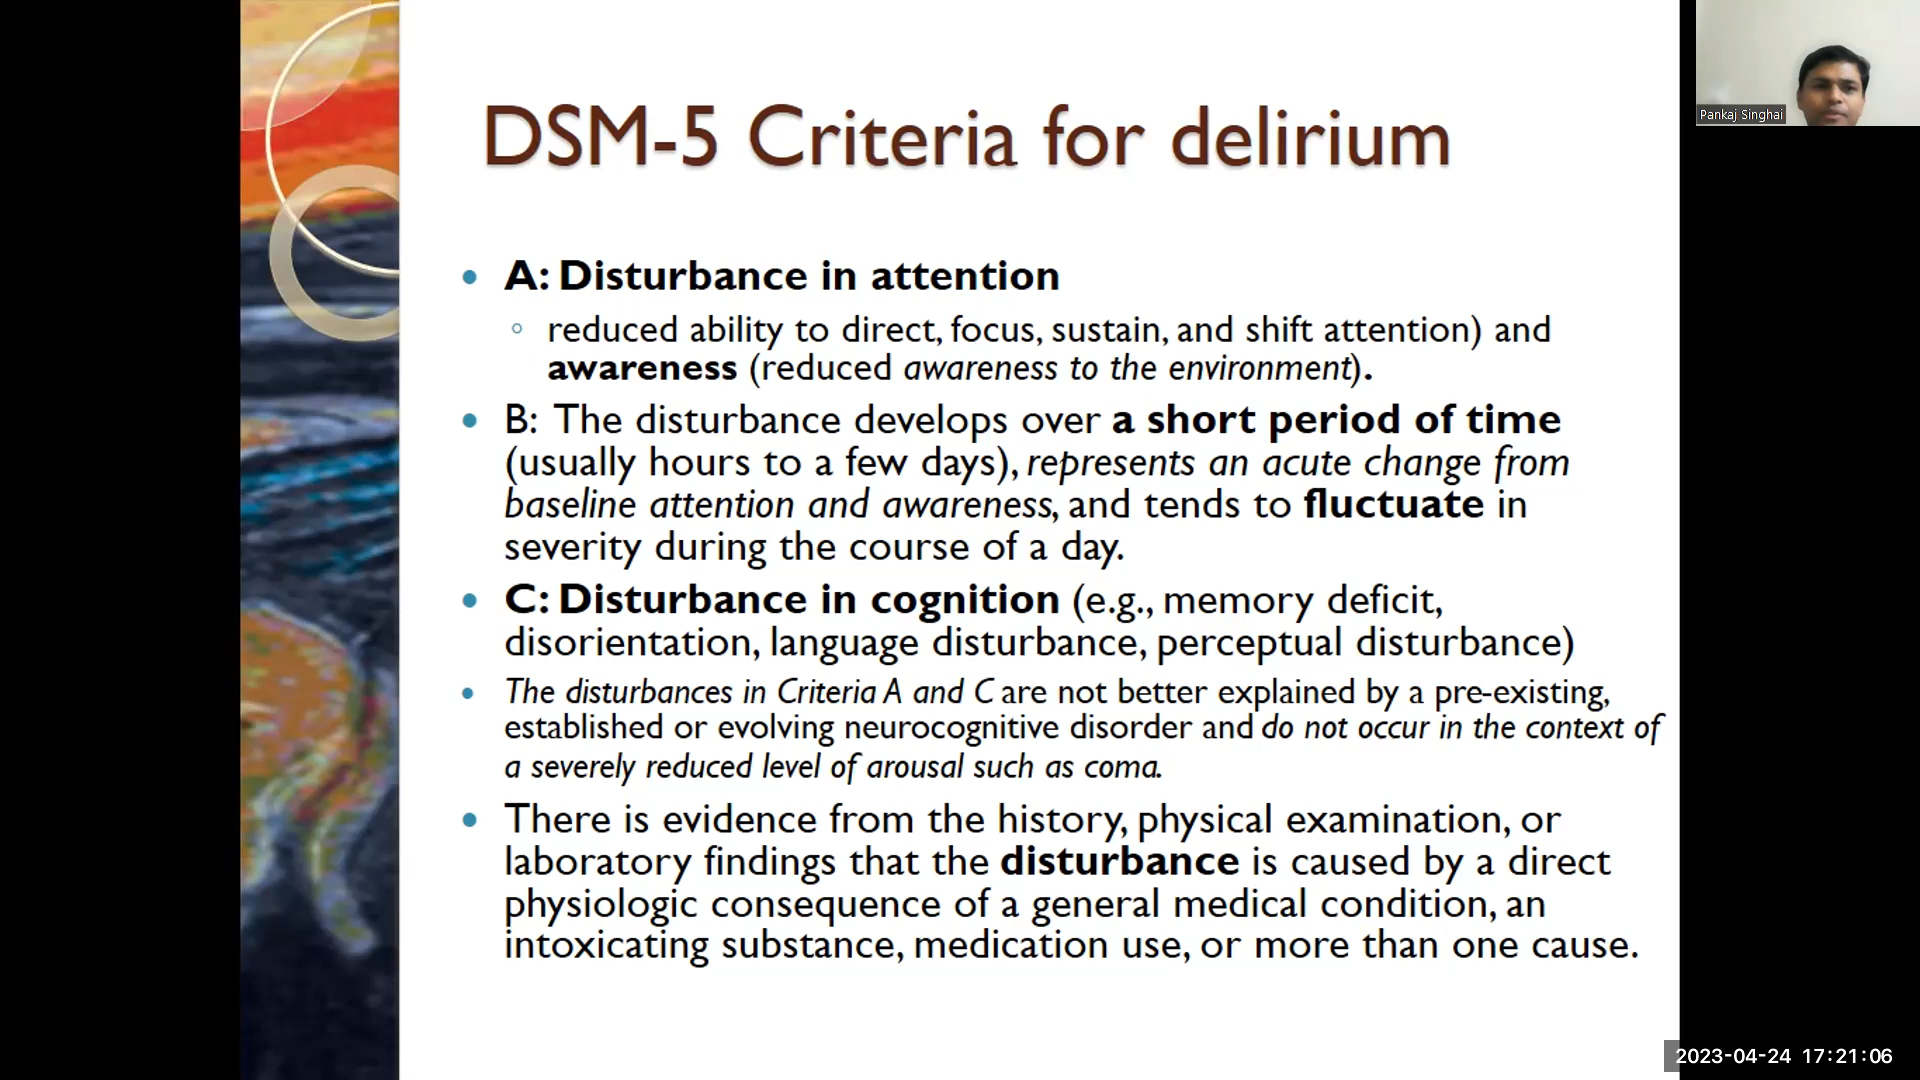 DSM-5 Criteria for delirium
Pankaj Singhai
• A: Disturbance in attention
◦ reduced ability to direct, focus, sustain, and shift attention) and
awareness (reduced awareness to the environment).
• B: The disturbance develops over a short period of time
(usually hours to a few days), represents an acute change from
baseline attention and awareness, and tends to fluctuate in
severity during the course of a day.
• C: Disturbance in cognition (e.g., memory deficit,
disorientation, language disturbance, perceptual disturbance)
• The disturbances in Criteria A and C are not better explained by a pre-existing,
established or evolving neurocognitive disorder and do not occur in the context of
a severely reduced level of arousal such as coma.
• There is evidence from the history, physical examination, or
laboratory findings that the disturbance is caused by a direct
physiologic consequence of a general medical condition, an
intoxicating substance, medication use, or more than one cause.
2023-04-24 17:21:06